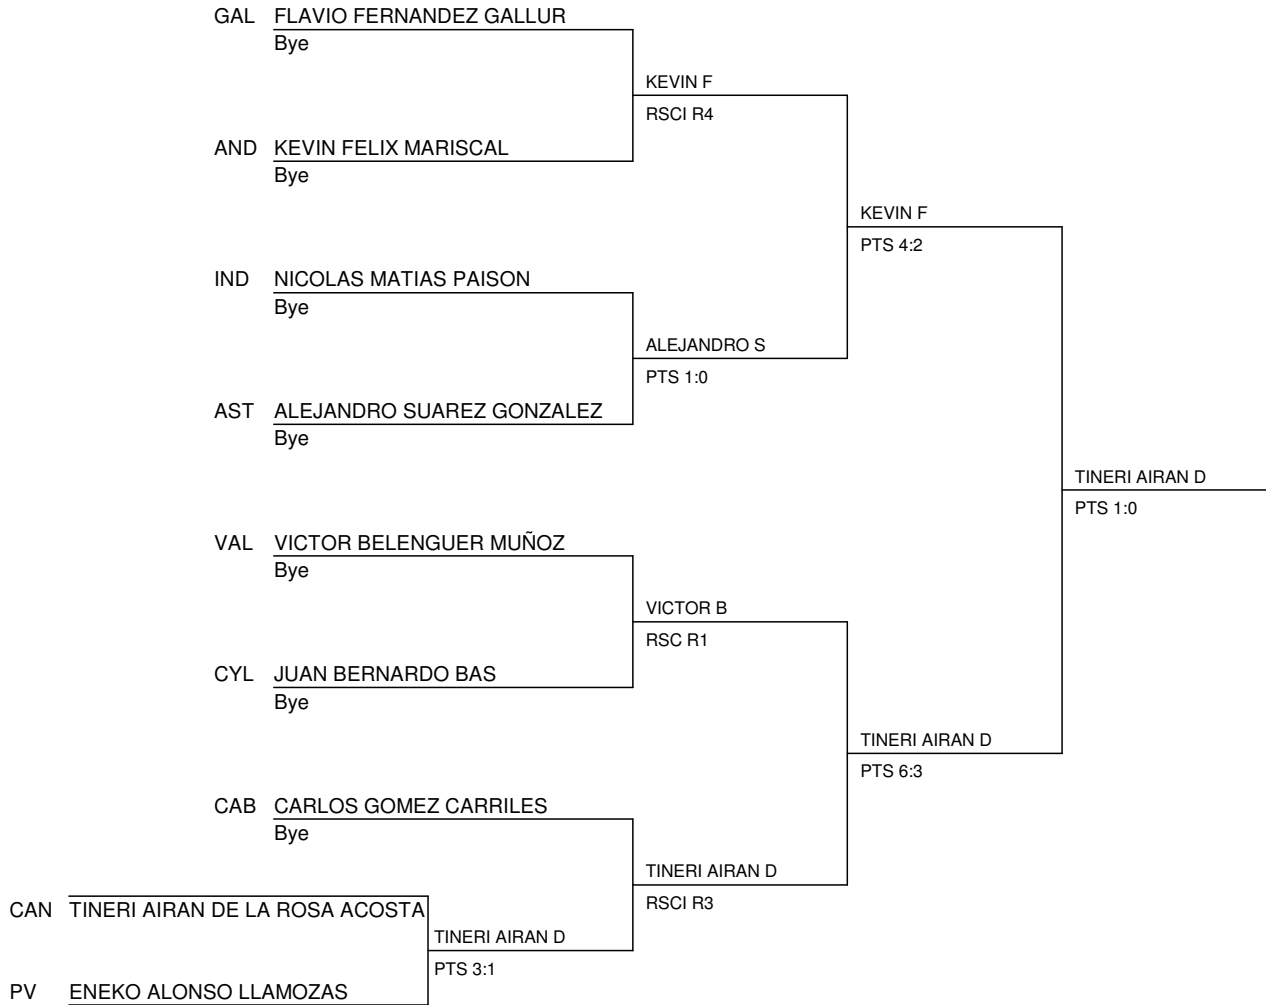 GAL FLAVIO FERNANDEZ GALLUR
Bye
KEVIN F
RSCI R4
AND KEVIN FELIX MARISCAL
Bye
KEVIN F
PTS 4:2
IND NICOLAS MATIAS PAISON
Bye
ALEJANDRO S
PTS 1:0
AST ALEJANDRO SUAREZ GONZALEZ
Bye
TINERI AIRAN D
PTS 1:0
VAL VICTOR BELENGUER MUÑOZ
Bye
VICTOR B
RSC R1
CYL JUAN BERNARDO BAS
Bye
TINERI AIRAN D
PTS 6:3
CAB CARLOS GOMEZ CARRILES
Bye
TINERI AIRAN D
RSCI R3
CAN TINERI AIRAN DE LA ROSA ACOSTA
TINERI AIRAN D
PTS 3:1
PV ENEKO ALONSO LLAMOZAS